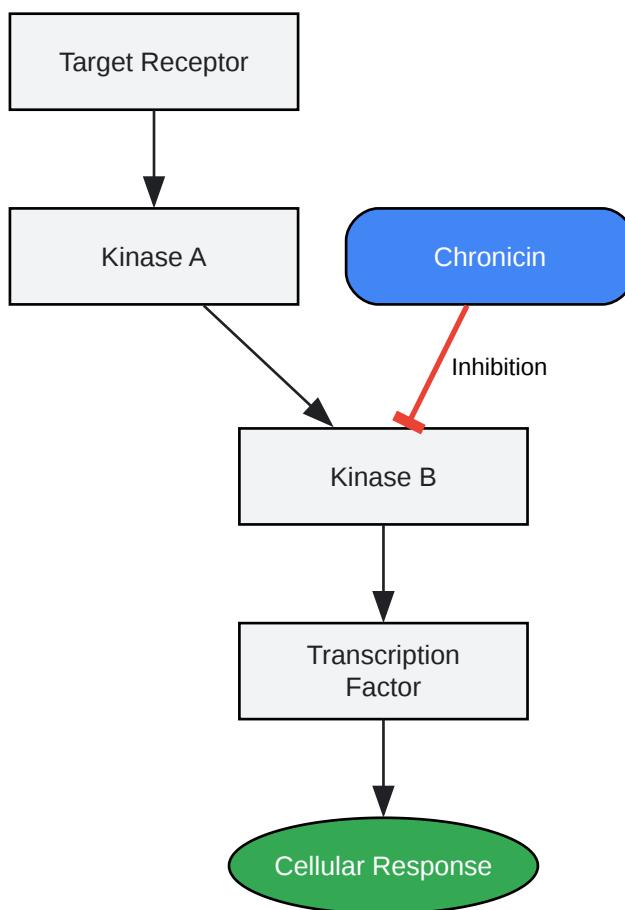 Target Receptor
Kinase A
Chronicin
Inhibition
Kinase B
Transcription
Factor
Cellular Response